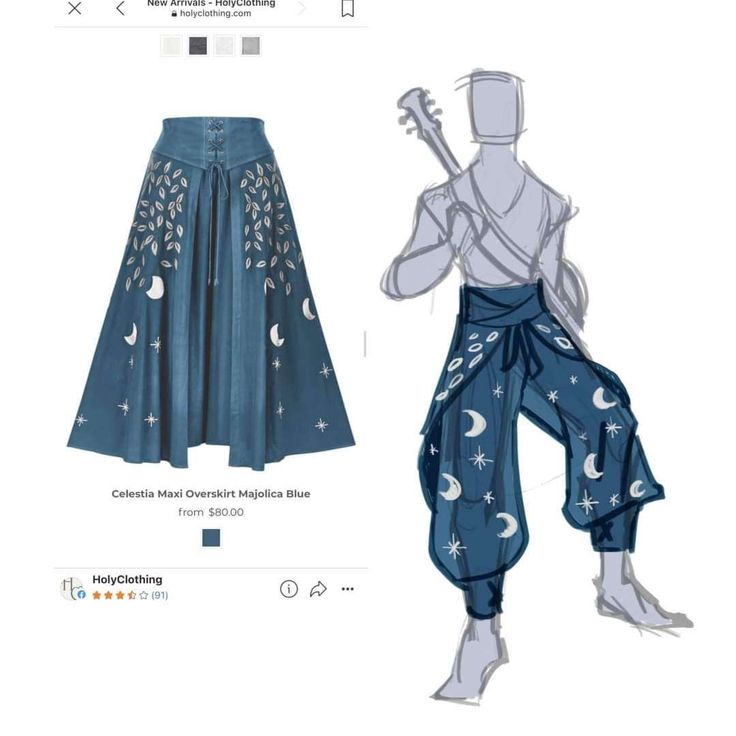 New Arrivals - HolyClothing
holyclothing.com
Celestia Maxi Overskirt Majolica Blue
from $80.00
HolyClothing
(91)